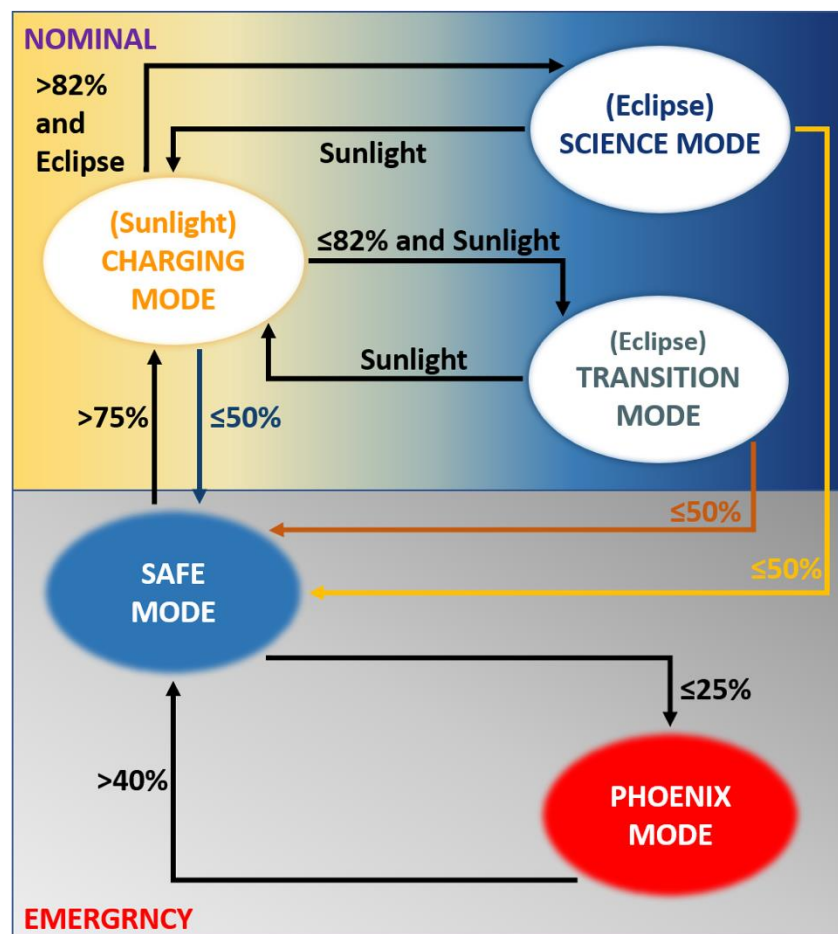 NOMINAL
>82%
and
Eclipse
(Eclipse)
SCIENCE MODE
Sunlight
(Sunlight)
CHARGING
MODE
≤82% and Sunlight
Sunlight
(Eclipse)
TRANSITION
MODE
>75%
≤50%
≤50%
≤50%
SAFE
MODE
≤25%
>40%
PHOENIX
MODE
EMERGRNCY